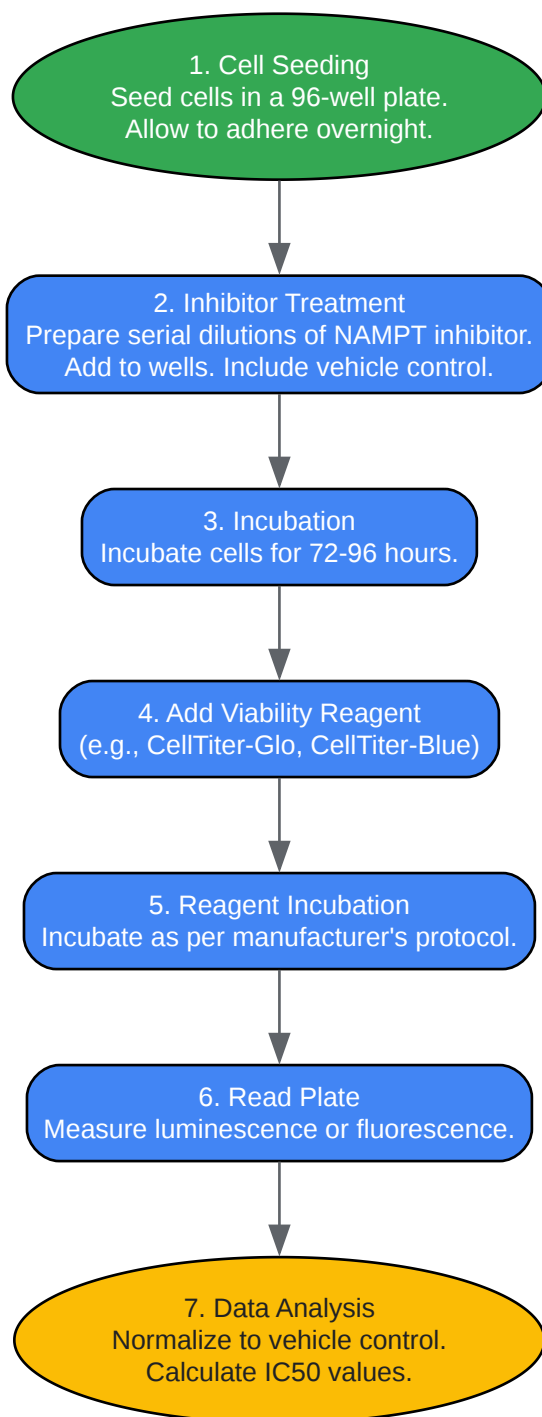 1. Cell Seeding
Seed cells in a 96-well plate.
Allow to adhere overnight.
2. Inhibitor Treatment
Prepare serial dilutions of NAMPT inhibitor.
Add to wells. Include vehicle control.
3. Incubation
Incubate cells for 72-96 hours.
4. Add Viability Reagent
(e.g., CellTiter-Glo, CellTiter-Blue)
5. Reagent Incubation
Incubate as per manufacturer's protocol.
6. Read Plate
Measure luminescence or fluorescence.
7. Data Analysis
Normalize to vehicle control.
Calculate IC50 values.